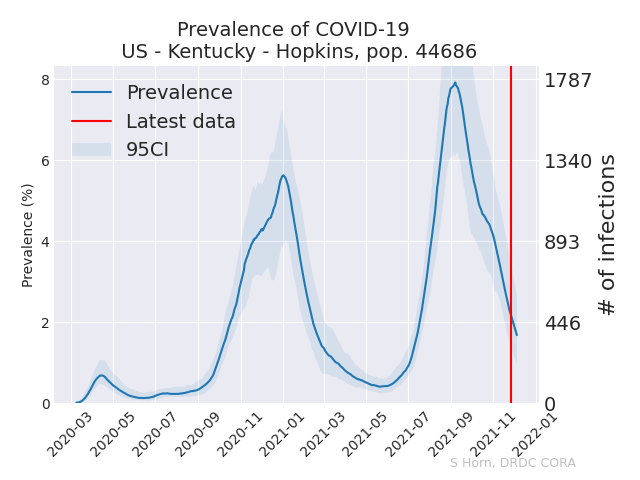 Prevalence of COVID-19
US - Kentucky - Hopkins, pop. 44686
Prevalence
Latest data
95CI
Prevalence (%)
8
6
4
2
0
1787
1340
893
446
0
# of infections
2020-03
2020-05
2020-07
2020-09
2020-11
2021-01
2021-03
2021-05
2021-07
2021-09
2021-11
2022-01
S Horn, DRDC CORA